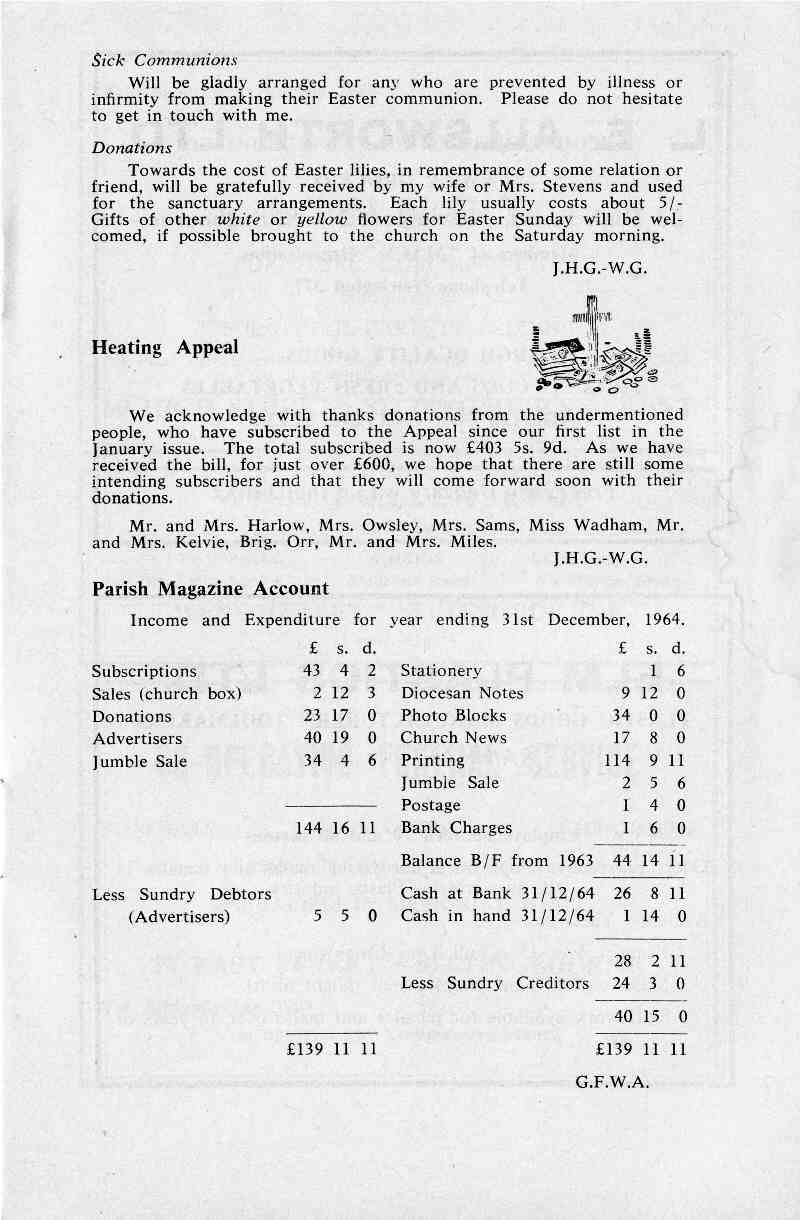 Sick Communions
Will be gladly arranged for any who are prevented by illness or
infirmity from making their Easter communion. Please do not hesitate
to get in touch with me.
Donations
Towards the cost of Easter lilies, in remembrance of some relation or
friend, will be gratefully received by my wife or Mrs. Stevens and used
for the sanctuary arrangements. Each lily usually costs about 5/-
Gifts of other white or yellow flowers for Easter Sunday will be wel-
comed, if possible brought to the church on the Saturday morning.
J.H.G.-W.G.
Heating Appeal
We acknowledge with thanks donations from the undermentioned
people, who have subscribed to the Appeal since our first list in the
January issue. The total subscribed is now £403 5s. 9d. As we have
received the bill, for just over £600, we hope that there are still some
intending subscribers and that they will come forward soon with their
donations.
Mr. and Mrs. Harlow, Mrs. Owsley, Mrs. Sams, Miss Wadham, Mr.
and Mrs. Kelvie, Brig. Orr, Mr. and Mrs. Miles.
J.H.G.-W.G.
Parish Magazine Account
Income and Expenditure for year ending 31st December, 1964.
£ s. d. £ s. d.
Subscriptions 43 4 2 Stationery 1 6
Sales (church box) 2 12 3 Diocesan Notes 9 12 0
Donations 23 17 0 Photo Blocks 34 0 0
Advertisers 40 19 0 Church News 17 8 0
Jumble Sale 34 4 6 Printing 114 9 11
Jumble Sale 2 5 6
Postage 1 4 0
144 16 11 Bank Charges 1 6 0
Balance B/F from 1963 44 14 11
Less Sundry Debtors Cash at Bank 31/12/64 26 8 11
(Advertisers) 5 5 0 Cash in hand 31/12/64 1 14 0
28 2 11
Less Sundry Creditors 24 3 0
40 15 0
£139 11 11 £139 11 11
G.F.W.A.